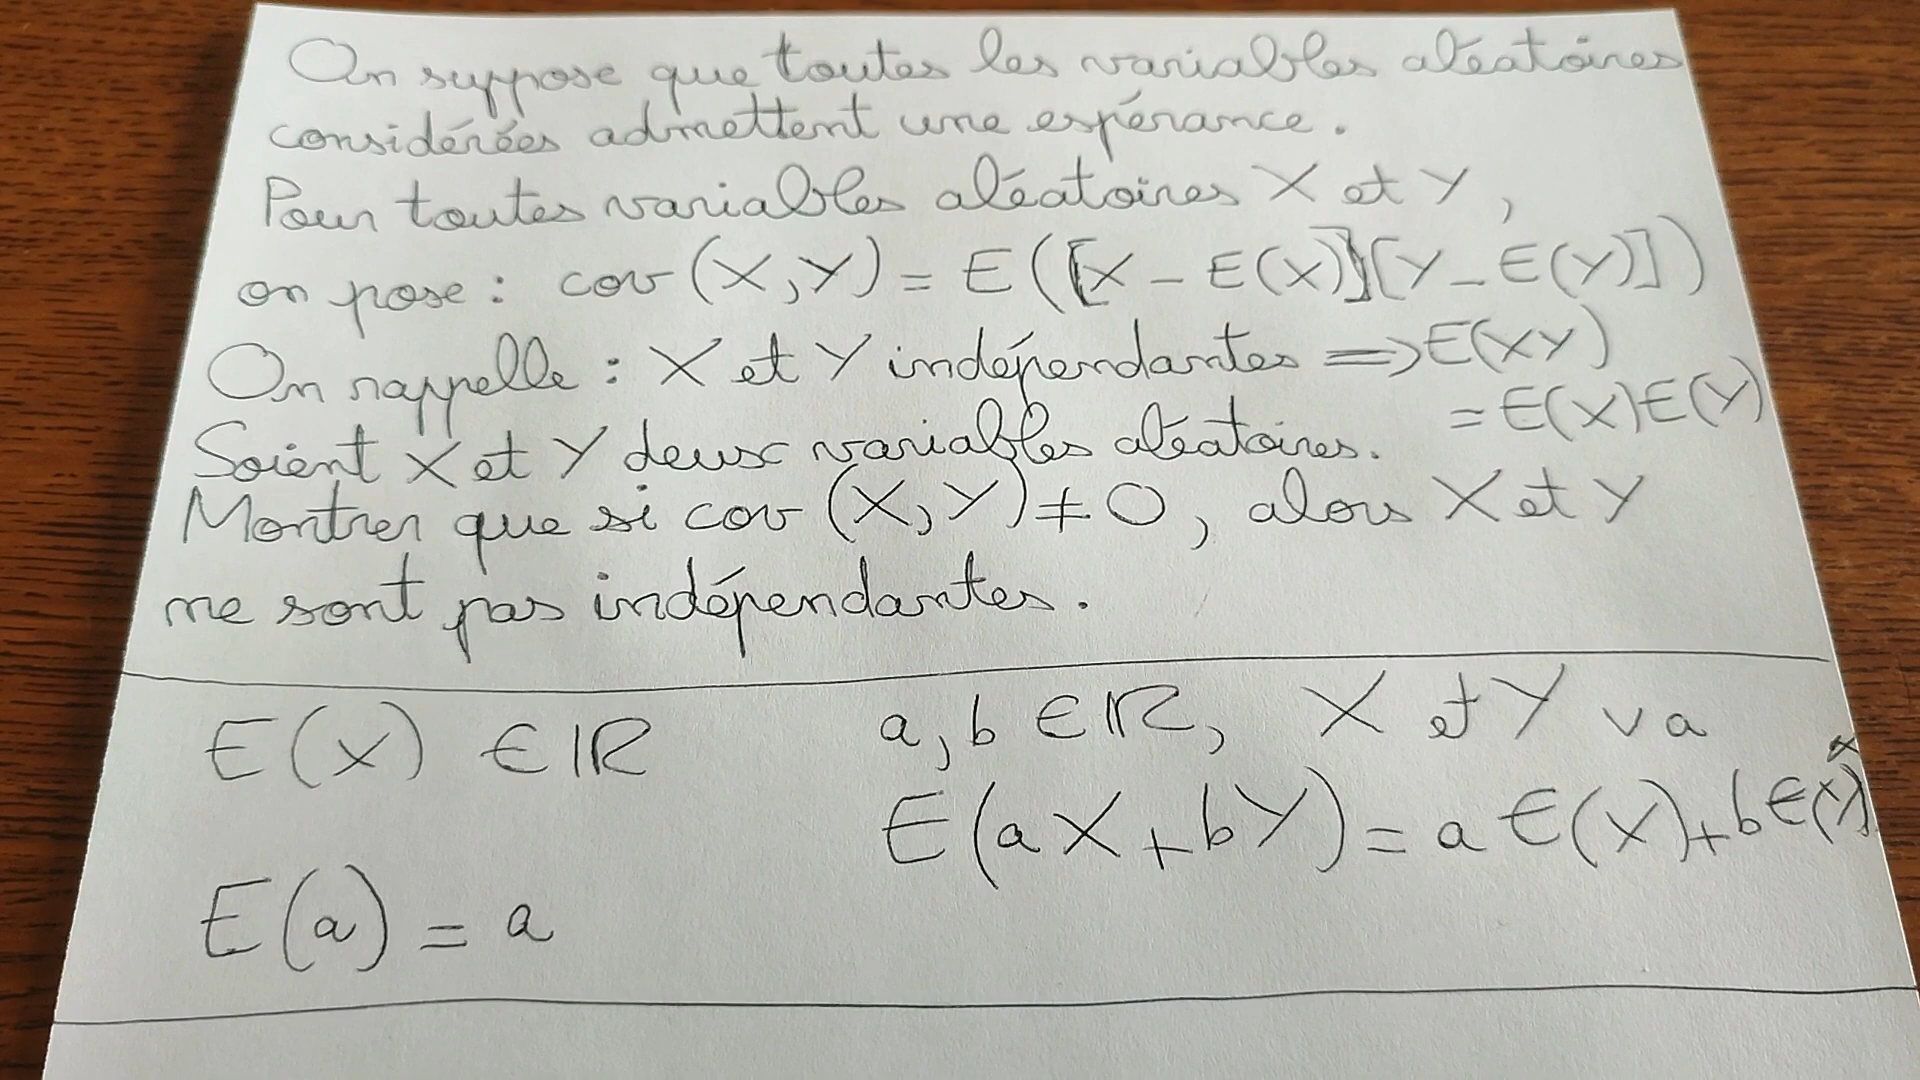 On suppose que toutes les variables aléatoires
considérées admettent une espérance.
Pour toutes variables aléatoires X et Y,
on pose : cov (X,Y) = E([X - E(X)][Y - E(Y)])
On rappelle : X et Y indépendantes => E(XY)
= E(X)E(Y)
Soient X et Y deux variables aléatoires.
Montrer que si cov (X,Y) ≠ 0, alors X et Y
ne sont pas indépendantes.
E(X) ∈ ℝ
a, b ∈ ℝ, X et Y va
E(aX + bY) = a E(X) + b E(Y)
E(a) = a